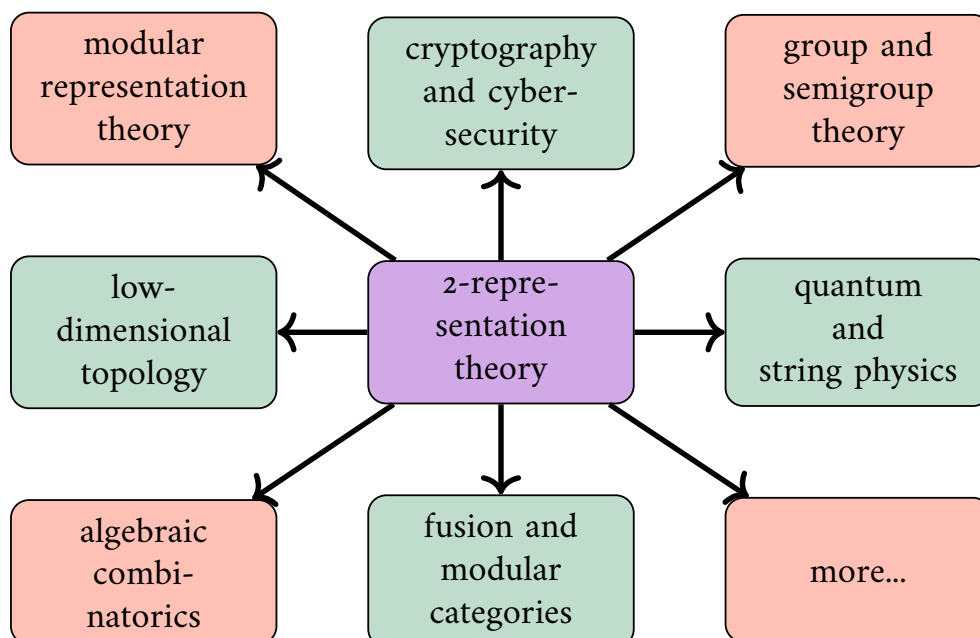 modular
representation
theory
cryptography
and cyber-
security
group and
semigroup
theory
low-
dimensional
topology
2-repre-
sentation
theory
quantum
and
string physics
algebraic
combi-
natorics
fusion and
modular
categories
more...